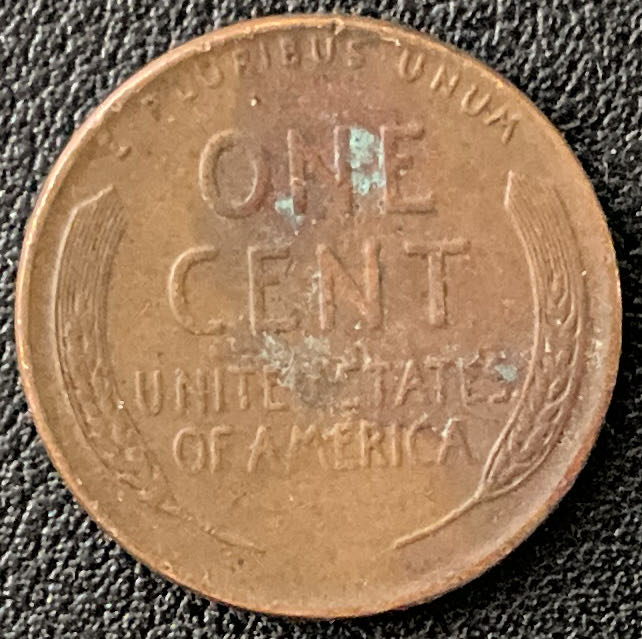 E PLURIBUS UNUM
ONE
CENT
UNITED STATES
OF AMERICA